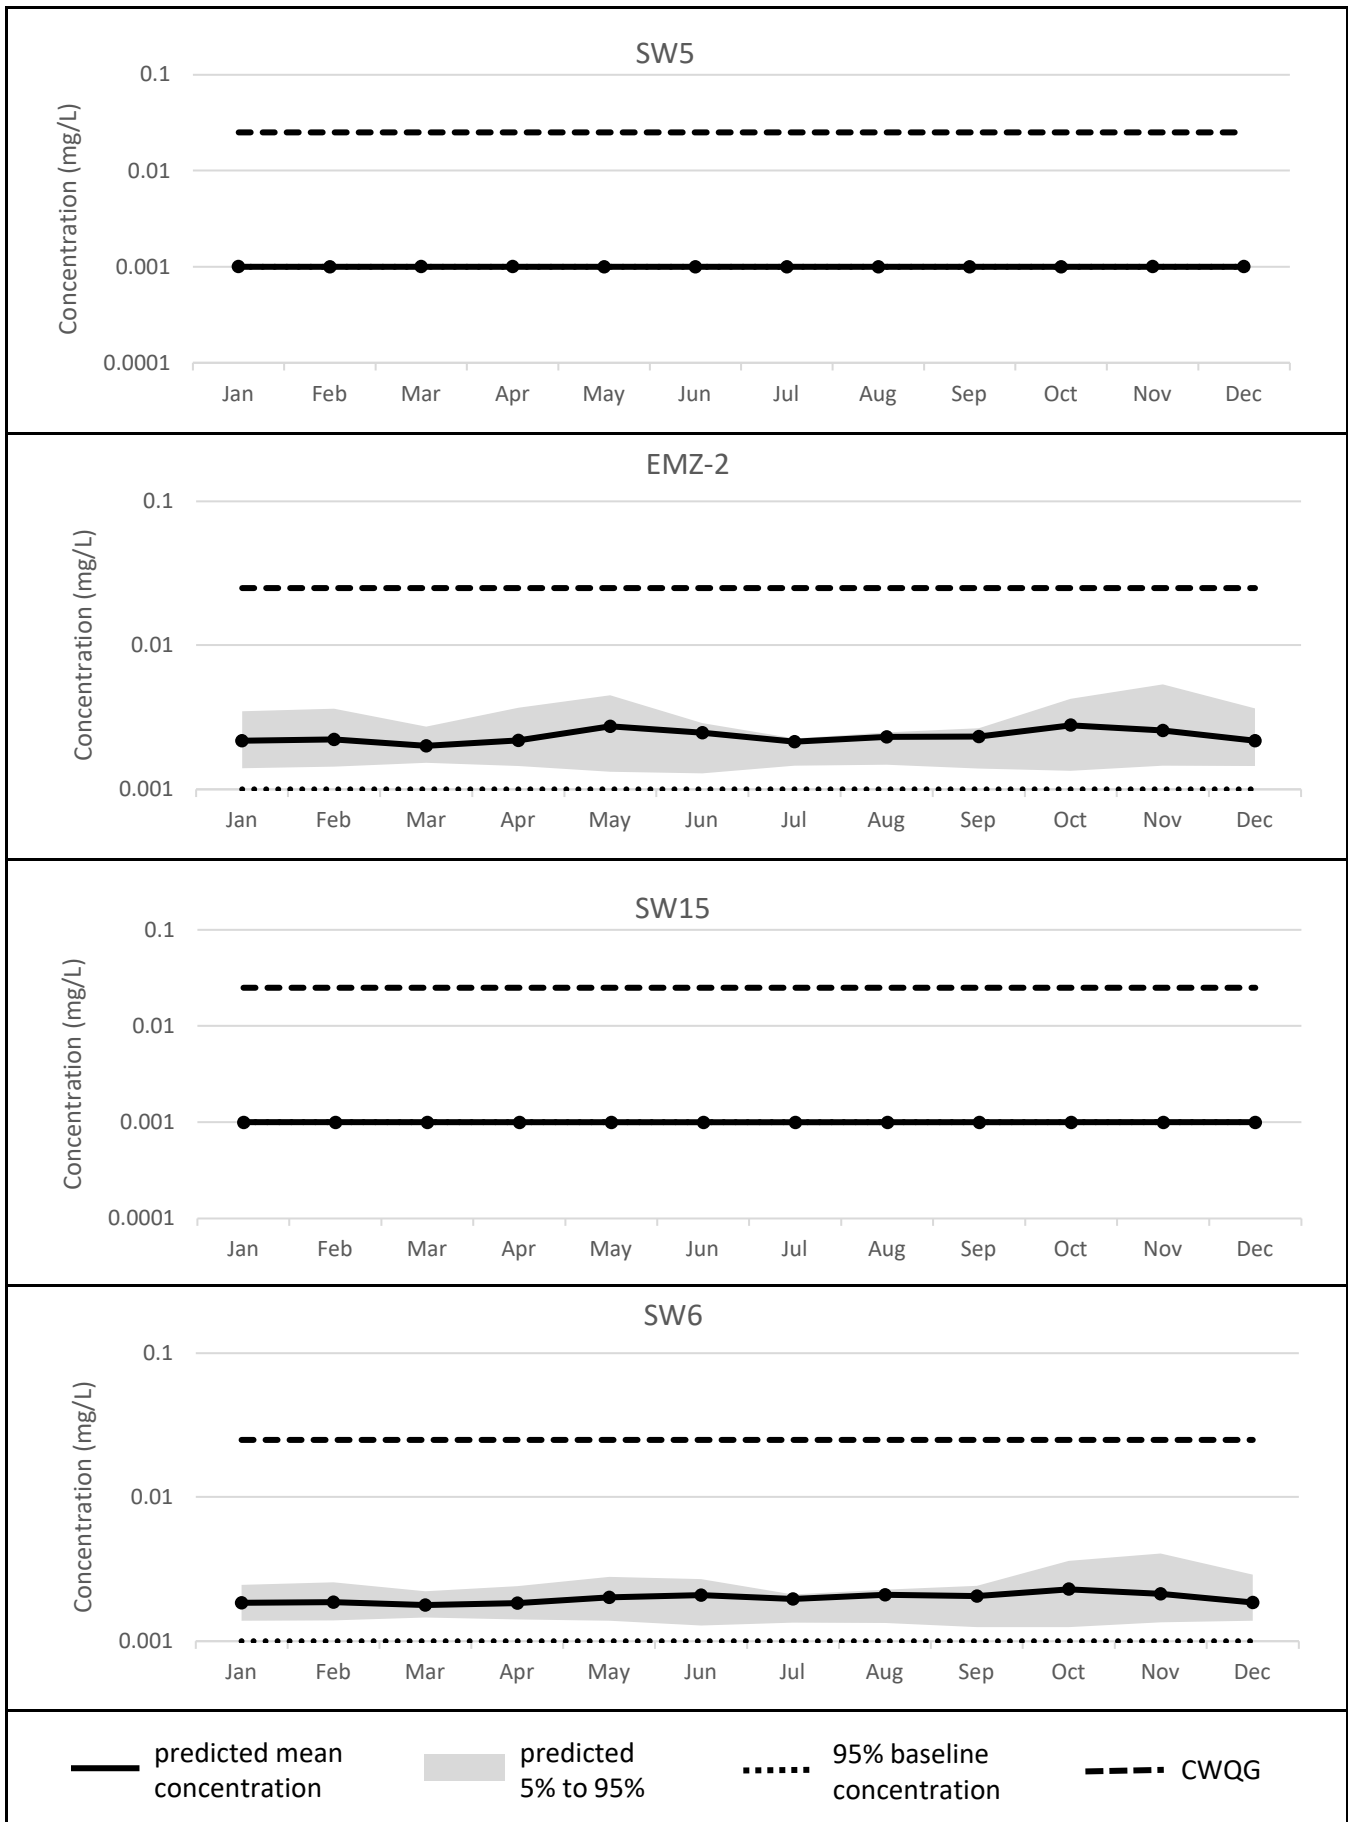 SW5
0.1
0.01
0.001
0.0001
Concentration (mg/L)
Jan Feb Mar Apr May Jun Jul Aug Sep Oct Nov Dec
EMZ-2
0.1
0.01
0.001
Concentration (mg/L)
Jan Feb Mar Apr May Jun Jul Aug Sep Oct Nov Dec
SW15
0.1
0.01
0.001
0.0001
Concentration (mg/L)
Jan Feb Mar Apr May Jun Jul Aug Sep Oct Nov Dec
SW6
0.1
0.01
0.001
Concentration (mg/L)
Jan Feb Mar Apr May Jun Jul Aug Sep Oct Nov Dec
predicted mean
concentration
predicted
5% to 95%
95% baseline
concentration
CWQG